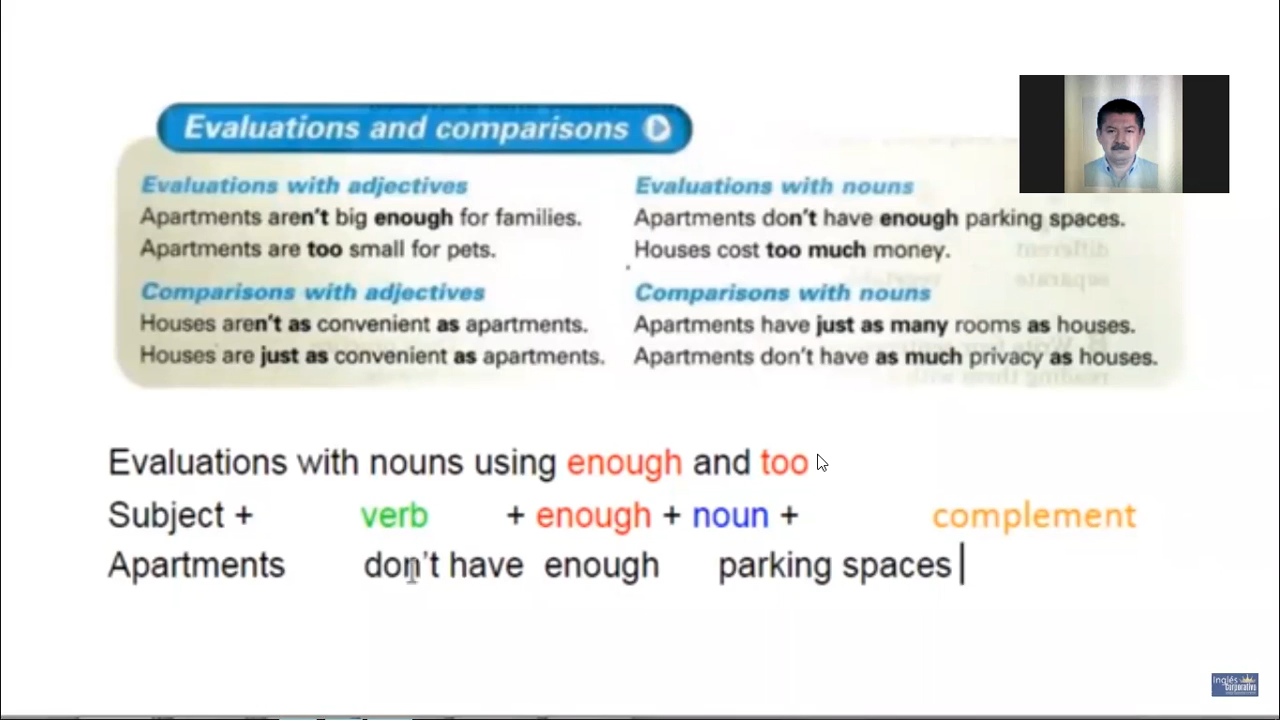 Evaluations and comparisons
Evaluations with adjectives
Apartments aren't big enough for families.
Apartments are too small for pets.
Comparisons with adjectives
Houses aren't as convenient as apartments.
Houses are just as convenient as apartments.
Evaluations with nouns
Apartments don't have enough parking spaces.
Houses cost too much money.
Comparisons with nouns
Apartments have just as many rooms as houses.
Apartments don't have as much privacy as houses.
Evaluations with nouns using enough and too
Subject + verb + enough + noun + complement
Apartments don't have enough parking spaces
Inglés
Corporativo